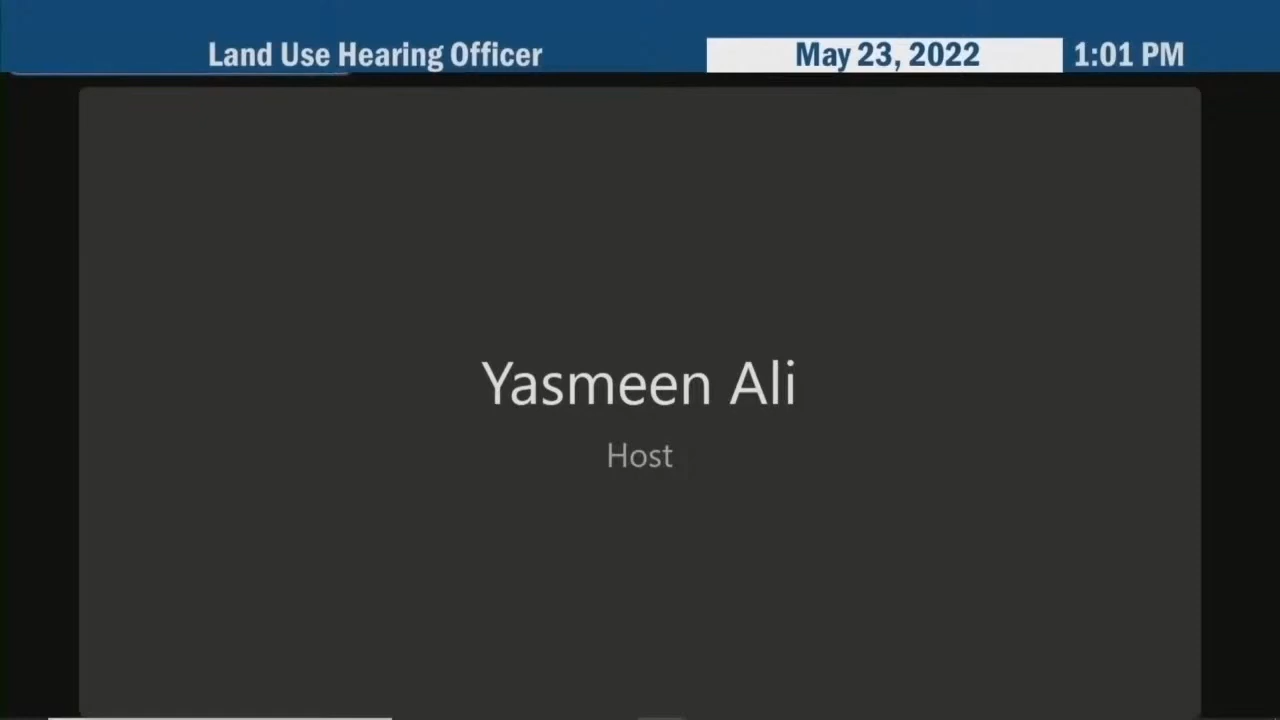 Land Use Hearing Officer
May 23, 2022
1:01 PM
Yasmeen Ali
Host